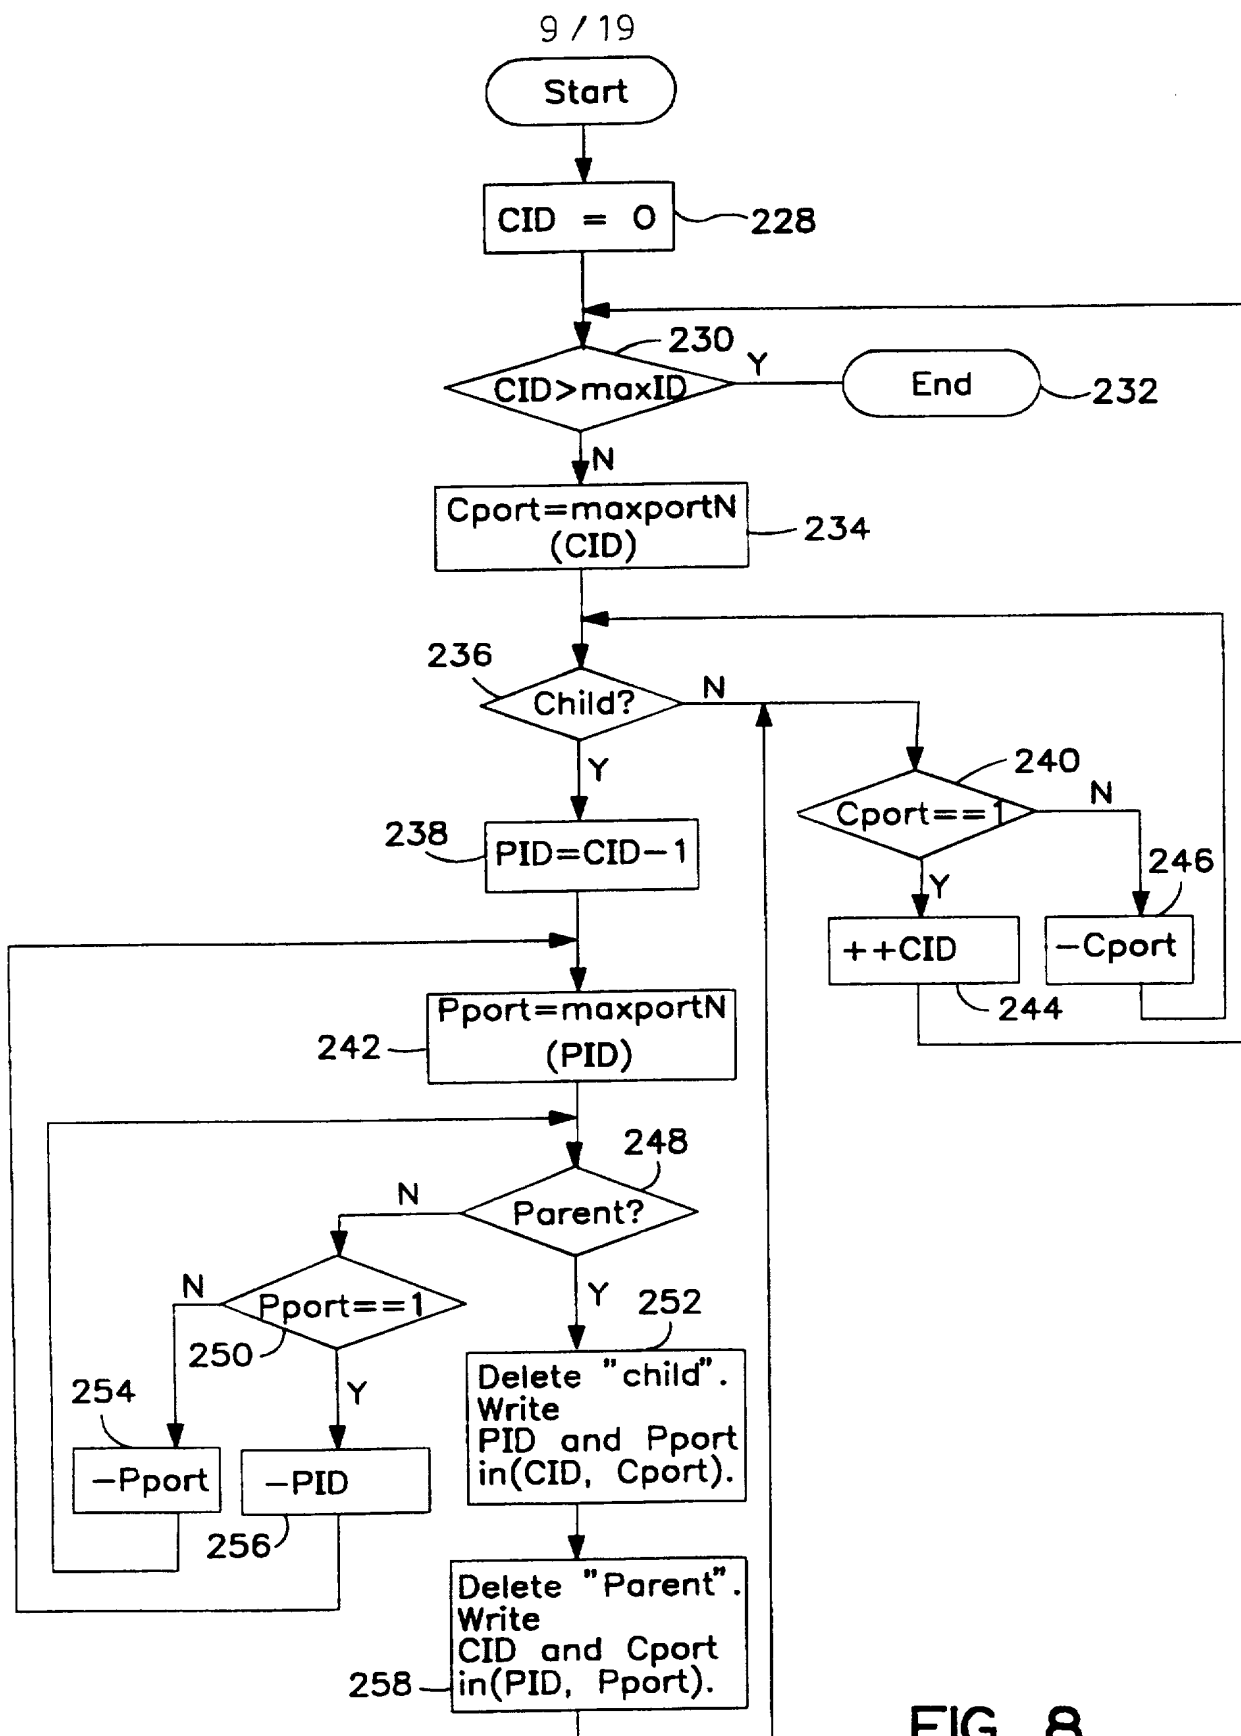 9 / 19
Start
CID = 0
228
230
CID>maxID
Y
End
232
N
Cport=maxportN
(CID)
234
236
Child?
N
Y
240
Cport==1
N
238
PID=CID-1
246
Y
++CID
-Cport
244
Pport=maxportN
(PID)
242
248
Parent?
N
Y
N
Pport==1
250
252
Delete "child".
Write
PID and Pport
in(CID, Cport).
254
Y
-Pport
-PID
256
Delete "Parent".
Write
CID and Cport
in(PID, Pport).
258
FIG. 8